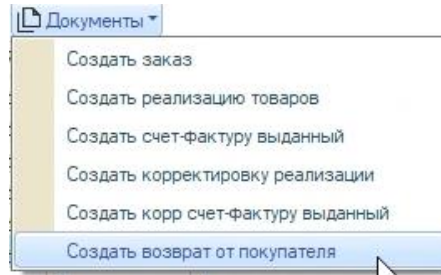 Документы
Создать заказ
Создать реализацию товаров
Создать счет-фактуру выданный
Создать корректировку реализации
Создать корр счет-фактуру выданный
Создать возврат от покупателя